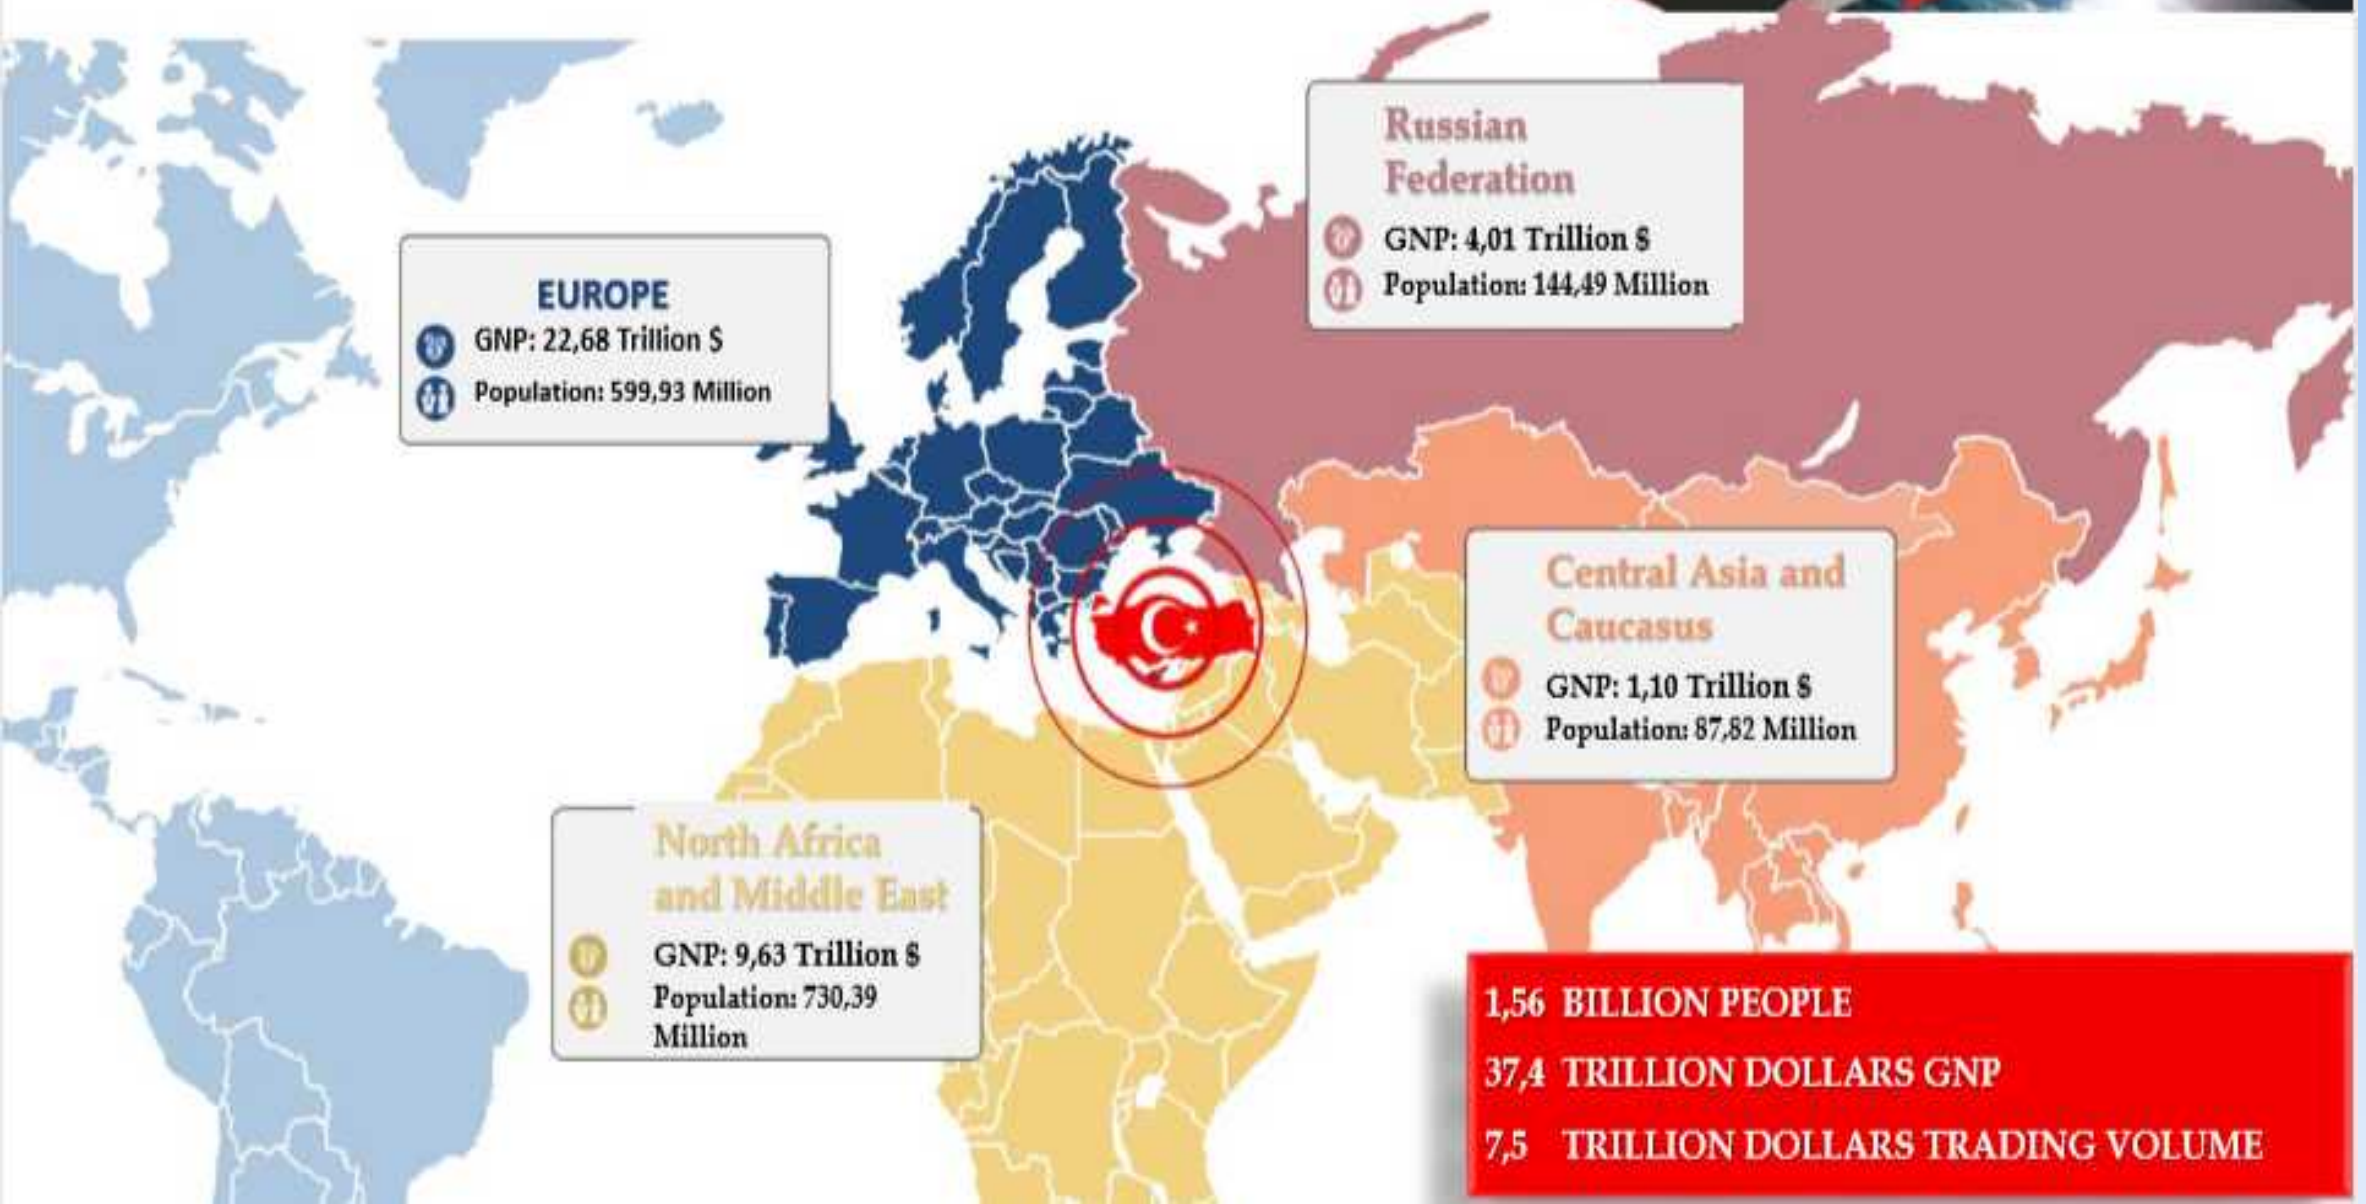 Russian
Federation
GNP: 4,01 Trillion $
Population: 144,49 Million
EUROPE
GNP: 22,68 Trillion $
Population: 599,93 Million
Central Asia and
Caucasus
GNP: 1,10 Trillion $
Population: 87,82 Million
North Africa
and Middle East
GNP: 9,63 Trillion $
Population: 730,39
Million
1,56 BILLION PEOPLE
37,4 TRILLION DOLLARS GNP
7,5 TRILLION DOLLARS TRADING VOLUME